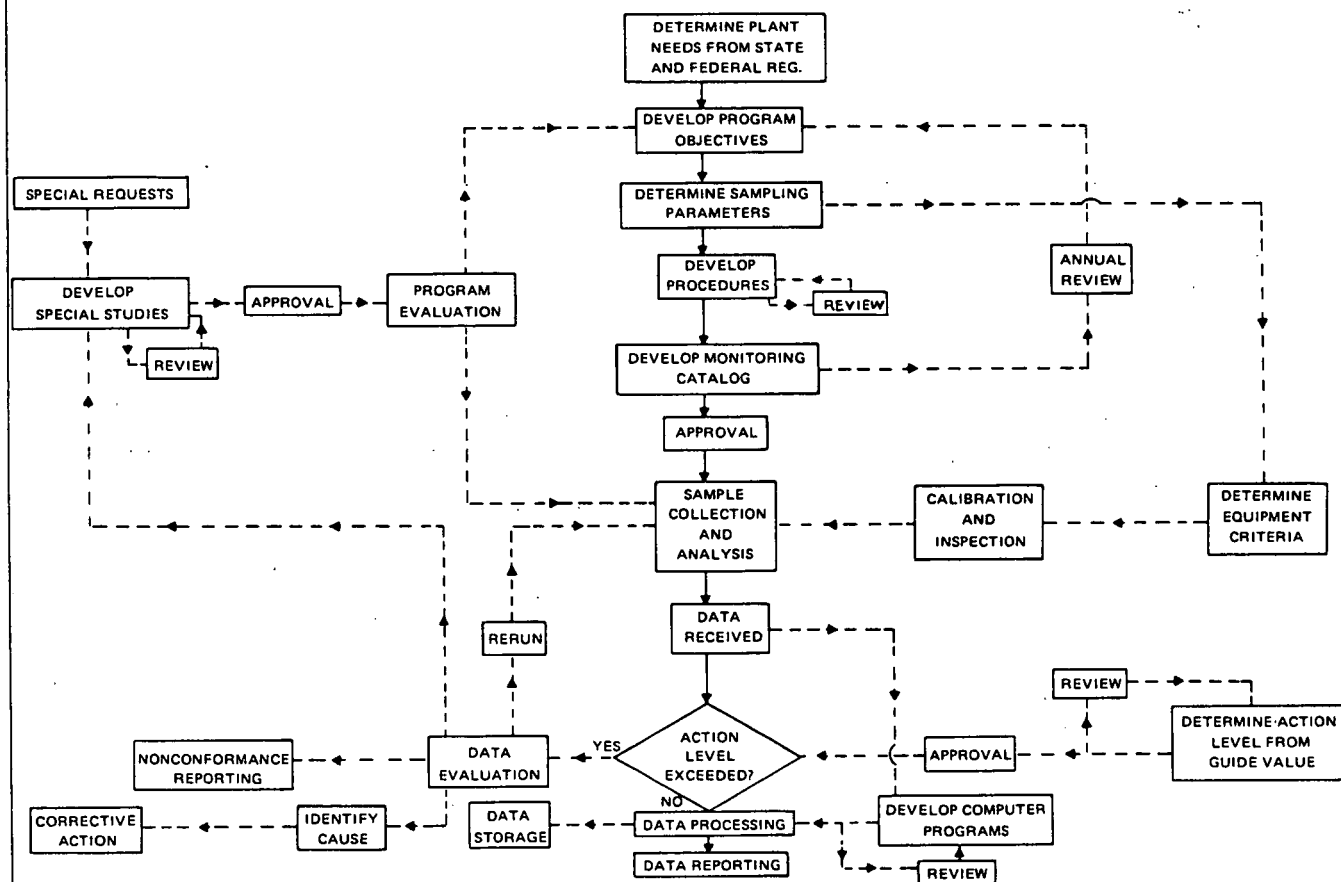 DETERMINE PLANT
NEEDS FROM STATE
AND FEDERAL REG.
DEVELOP PROGRAM
OBJECTIVES
SPECIAL REQUESTS
DETERMINE SAMPLING
PARAMETERS
DEVELOP
PROCEDURES
REVIEW
ANNUAL
REVIEW
DEVELOP
SPECIAL STUDIES
APPROVAL
PROGRAM
EVALUATION
REVIEW
DEVELOP MONITORING
CATALOG
APPROVAL
SAMPLE
COLLECTION
AND
ANALYSIS
CALIBRATION
AND
INSPECTION
DETERMINE
EQUIPMENT
CRITERIA
RERUN
DATA
RECEIVED
REVIEW
DETERMINE ACTION
LEVEL FROM
GUIDE VALUE
APPROVAL
ACTION
LEVEL
EXCEEDED?
YES
NO
DATA
EVALUATION
NONCONFORMANCE
REPORTING
CORRECTIVE
ACTION
IDENTIFY
CAUSE
DATA
STORAGE
DATA PROCESSING
DEVELOP COMPUTER
PROGRAMS
DATA REPORTING
REVIEW